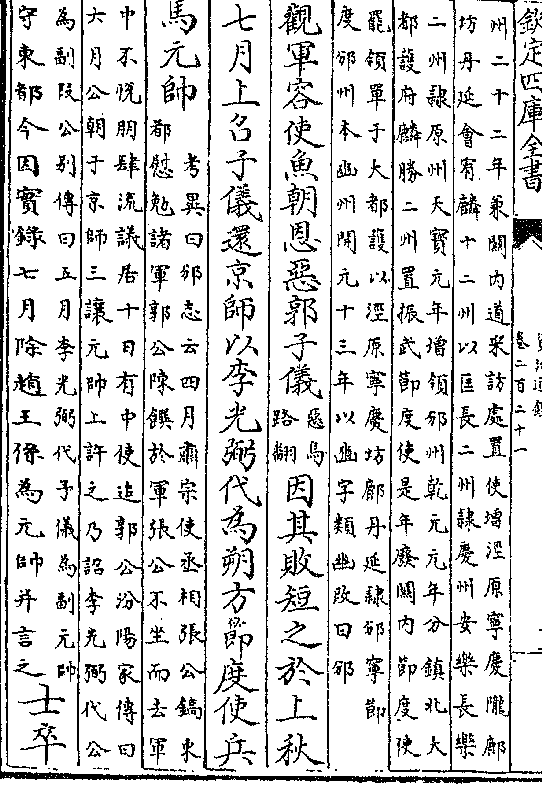 欽定四庫全書
資治通鑑
卷二百二十一
州二十二年兼關内道采訪處置使增涇原寧慶隴鄜
坊丹延會宥麟十二州以匡長二州隸慶州安樂長樂
二州隸原州天寶元年增領邠州乾元元年分鎮北大
都護府麟勝二州置振武節度使是年廢關内節度使
罷領單于大都護以涇原寧慶坊鄜丹延隸邠寧節
度邠州本豳州開元十三年以豳字類幽改曰邠
觀軍容使魚朝恩惡郭子儀惡烏路翻因其敗短之於上秋
七月上召子儀還京師以李光弼代為朔方節度使兵
馬元帥考異曰邠志云四月肅宗使丞相張公鎬東
都慰勉諸軍郭公陳饌於軍張公不坐而去軍
中不悦朋肆流議居十日有中使追郭公汾陽家傳曰
六月公朝于京師三讓元帥上許之乃詔李光弼代公
為副段公别傳曰五月李光弼代子儀為副元帥
守東都今因實錄七月除趙王係為元帥并言之士卒